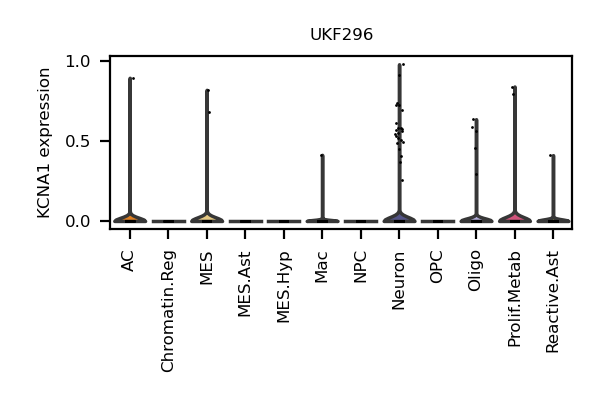 UKF296
KCNA1 expression
1.0
0.5
0.0
AC
Chromatin.Reg
MES
MES.Ast
MES.Hyp
Mac
NPC
Neuron
OPC
Oligo
Prolif.Metab
Reactive.Ast